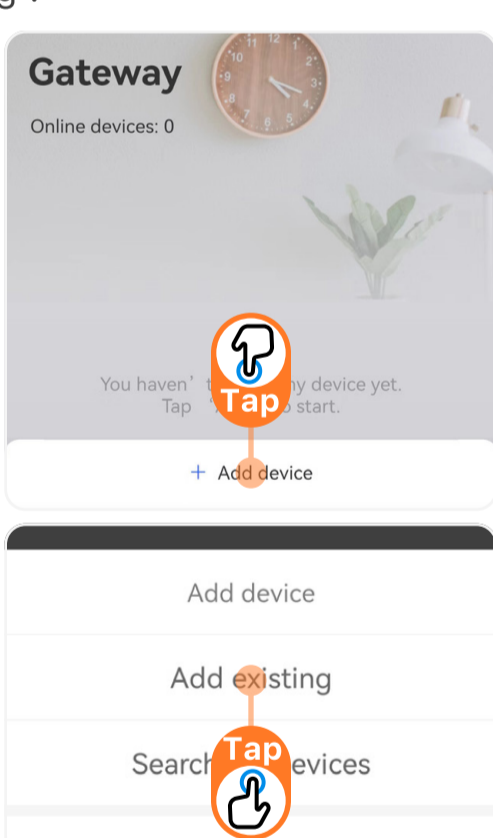 Gateway
Online devices: 0
You haven’t ny device yet.
Tap start.
Tap
+ Add device
Add device
Add existing
Search evices
Tap